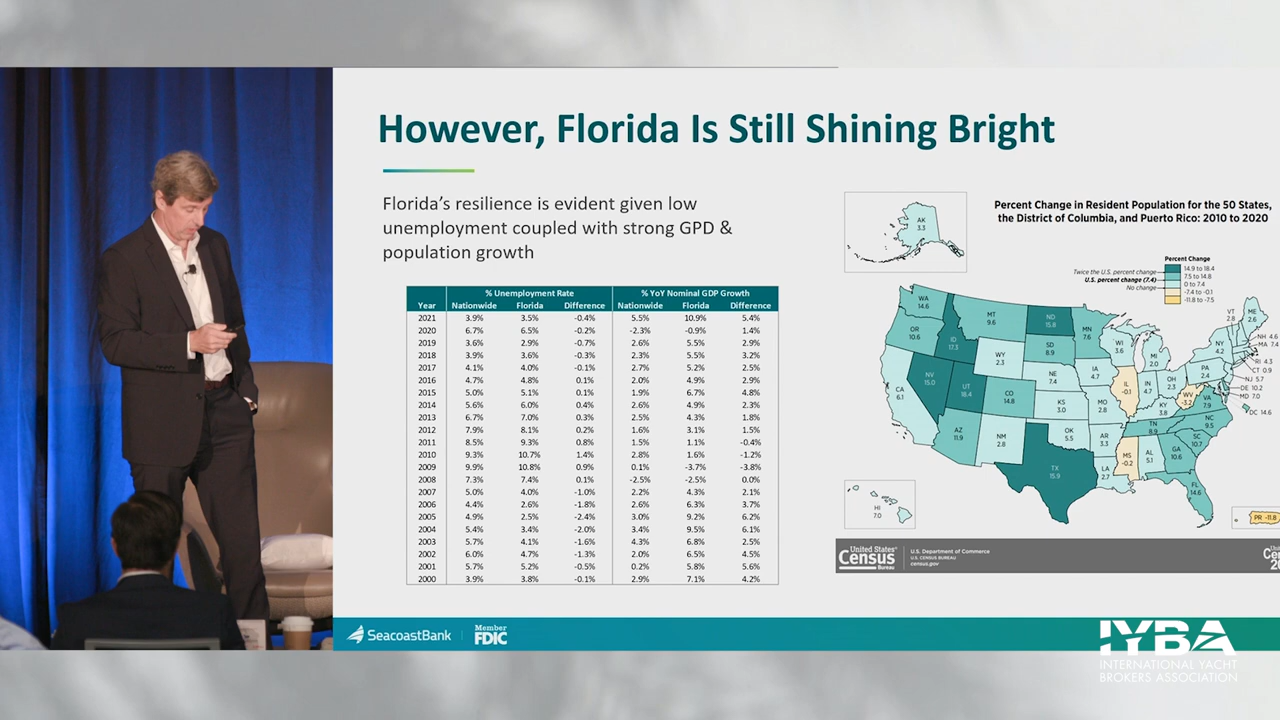 However, Florida Is Still Shining Bright
Florida's resilience is evident given low
unemployment coupled with strong GPD &
population growth
% Unemployment Rate % YoY Nominal GDP Growth
Year Nationwide Florida Difference Nationwide Florida Difference
2021 3.9% 3.5% -0.4% 5.5% 10.9% 5.4%
2020 6.7% 6.5% -0.2% -2.3% -0.9% 1.4%
2019 3.6% 2.9% -0.7% 2.6% 5.5% 2.9%
2018 3.9% 3.6% -0.3% 2.3% 5.5% 3.2%
2017 4.1% 4.0% -0.1% 2.7% 5.2% 2.5%
2016 4.7% 4.8% 0.1% 2.0% 4.9% 2.9%
2015 5.0% 5.1% 0.1% 1.9% 6.7% 4.8%
2014 5.6% 6.0% 0.4% 2.6% 4.9% 2.3%
2013 6.7% 7.0% 0.3% 2.5% 4.3% 1.8%
2012 7.9% 8.1% 0.2% 1.6% 3.1% 1.5%
2011 8.5% 9.3% 0.8% 1.5% 1.1% -0.4%
2010 9.3% 10.7% 1.4% 2.8% 1.6% -1.2%
2009 9.9% 10.8% 0.9% 0.1% -3.7% -3.8%
2008 7.3% 7.4% 0.1% -2.5% -2.5% 0.0%
2007 5.0% 4.0% -1.0% 2.2% 4.3% 2.1%
2006 4.4% 2.6% -1.8% 2.6% 6.3% 3.7%
2005 4.9% 2.5% -2.4% 3.0% 9.2% 6.2%
2004 5.4% 3.4% -2.0% 3.4% 9.5% 6.1%
2003 5.7% 4.1% -1.6% 4.3% 6.8% 2.5%
2002 6.0% 4.7% -1.3% 2.0% 6.5% 4.5%
2001 5.7% 5.2% -0.5% 0.2% 5.8% 5.6%
2000 3.9% 3.8% -0.1% 2.9% 7.1% 4.2%
Percent Change in Resident Population for the 50 States,
the District of Columbia, and Puerto Rico: 2010 to 2020
Percent Change
Twice the U.S. percent change 14.9 to 18.4
U.S. percent change (7.4) 7.5 to 14.8
No change 0 to 7.4
-7.4 to -0.1
-11.8 to -7.5
AK
3.3
WA
14.6
OR
10.6
CA
6.1
ID
17.3
NV
15.0
UT
18.4
AZ
11.9
MT
9.6
WY
2.3
CO
14.8
NM
2.8
ND
15.8
SD
8.9
NE
7.4
KS
3.0
OK
5.5
TX
15.9
MN
7.6
IA
4.7
MO
2.8
AR
3.3
LA
2.7
WI
3.6
IL
-0.1
MI
2.0
IN
4.7
OH
2.3
KY
3.8
TN
8.9
MS
-0.2
AL
5.1
GA
10.6
FL
14.6
SC
10.7
NC
9.5
VA
7.9
WV
-3.2
PA
2.4
NY
4.2
VT
2.8
ME
2.6
NH 4.6
MA 7.4
RI 4.3
CT 0.9
NJ 5.7
DE 10.2
MD 7.0
DC 14.6
HI
7.0
PR -11.8
United States®
Census
Bureau
U.S. Department of Commerce
U.S. CENSUS BUREAU
census.gov
SeacoastBank
Member
FDIC
IYBA
INTERNATIONAL YACHT
BROKERS ASSOCIATION